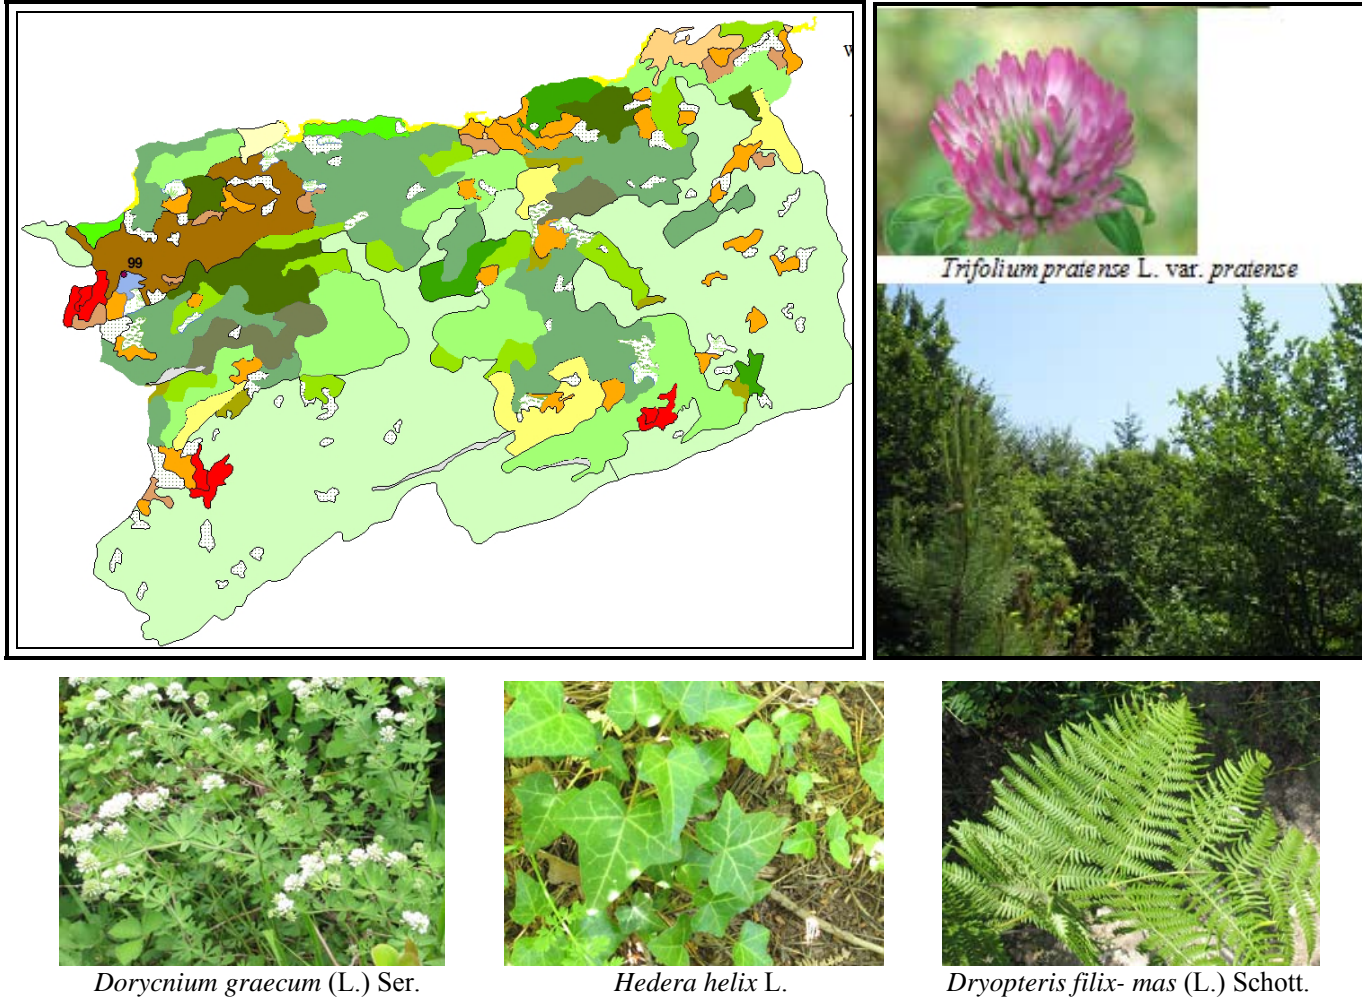 99
Trifolium pratense L. var. pratense
Dorycnium graecum (L.) Ser.
Hedera helix L.
Dryopteris filix- mas (L.) Schott.